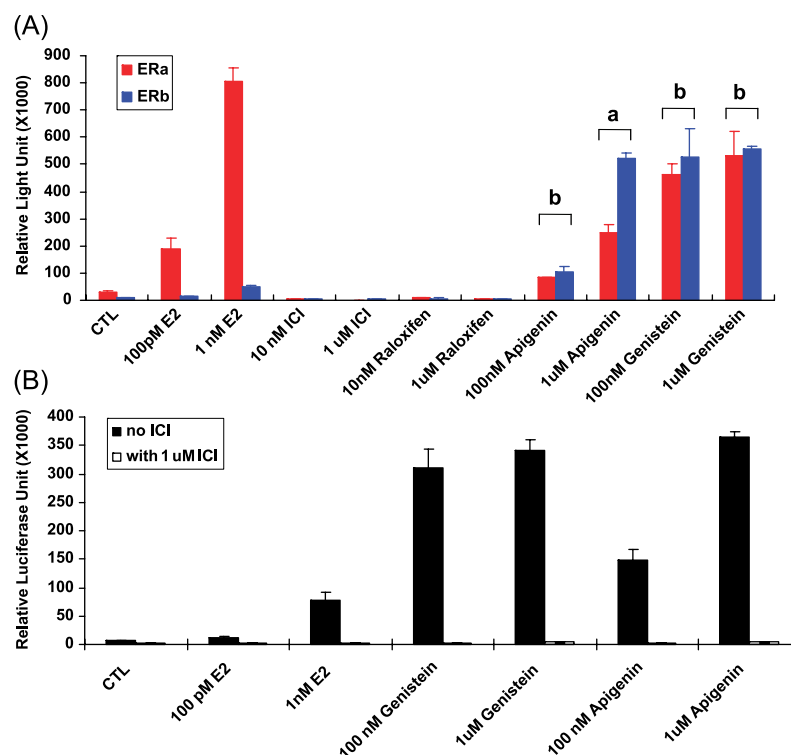 (A)
Relative Light Unit (X1000)
900
800
700
600
500
400
300
200
100
0
ERa
ERb
b
a
b
b
CTL
100pM E2
1 nM E2
10 nM ICI
1 uM ICI
10nM Raloxifen
1uM Raloxifen
100nM Apigenin
1uM Apigenin
100nM Genistein
1uM Genistein
(B)
Relative Luciferase Unit (X1000)
400
350
300
250
200
150
100
50
0
no ICI
with 1 uM ICI
CTL
100 pM E2
1nM E2
100 nM Genistein
1uM Genistein
100 nM Apigenin
1uM Apigenin